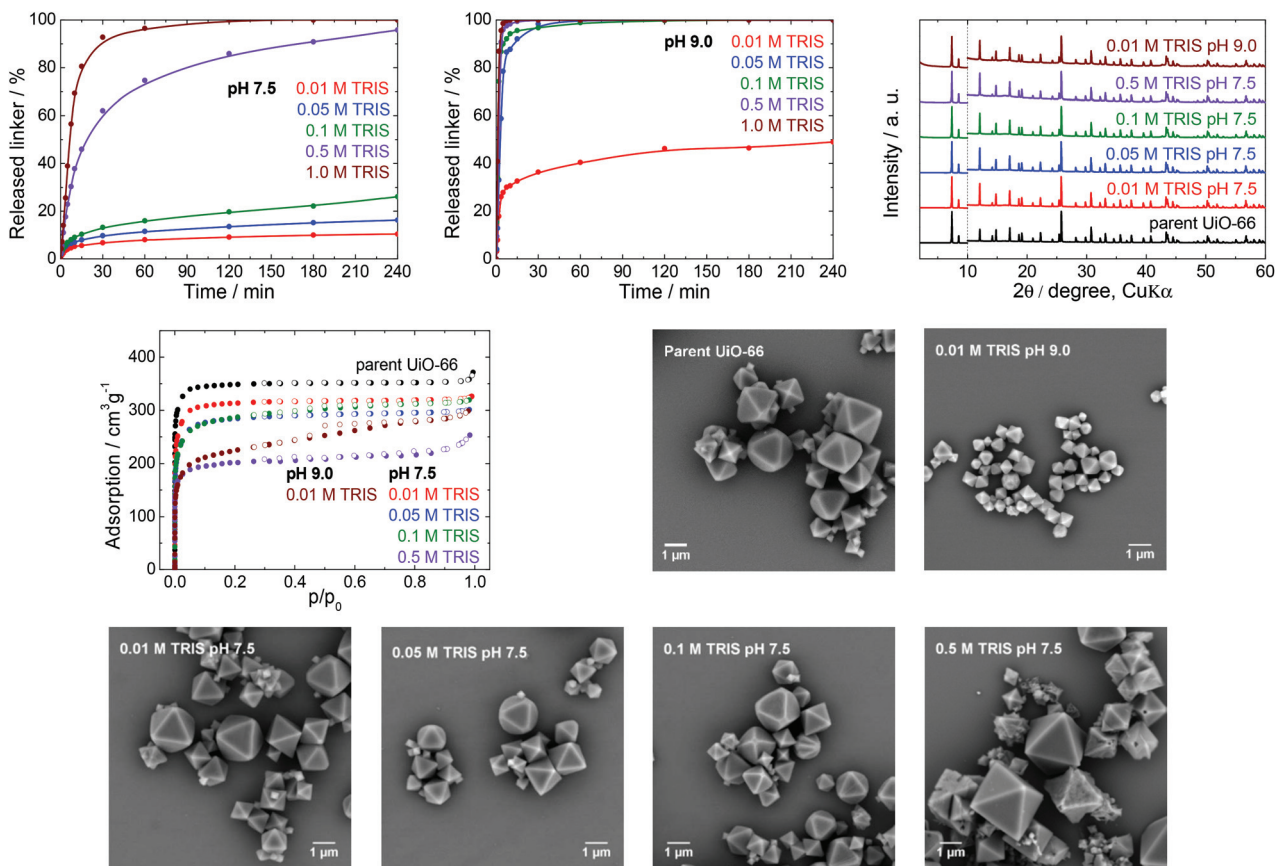 Released linker / %
100
80
60
40
20
0
pH 7.5
0.01 M TRIS
0.05 M TRIS
0.1 M TRIS
0.5 M TRIS
1.0 M TRIS
0 30 60 90 120 150 180 210 240
Time / min
Released linker / %
100
80
60
40
20
0
pH 9.0
0.01 M TRIS
0.05 M TRIS
0.1 M TRIS
0.5 M TRIS
1.0 M TRIS
0 30 60 90 120 150 180 210 240
Time / min
Intensity / a. u.
0.01 M TRIS pH 9.0
0.5 M TRIS pH 7.5
0.1 M TRIS pH 7.5
0.05 M TRIS pH 7.5
0.01 M TRIS pH 7.5
parent UiO-66
10 20 30 40 50 60
2θ / degree, CuKα
Adsorption / cm³g⁻¹
400
300
200
100
0
parent UiO-66
pH 9.0 pH 7.5
0.01 M TRIS 0.01 M TRIS
0.05 M TRIS
0.1 M TRIS
0.5 M TRIS
0.0 0.2 0.4 0.6 0.8 1.0
p/p₀
Parent UiO-66
1 µm
0.01 M TRIS pH 9.0
1 µm
0.01 M TRIS pH 7.5
1 µm
0.05 M TRIS pH 7.5
1 µm
0.1 M TRIS pH 7.5
1 µm
0.5 M TRIS pH 7.5
1 µm